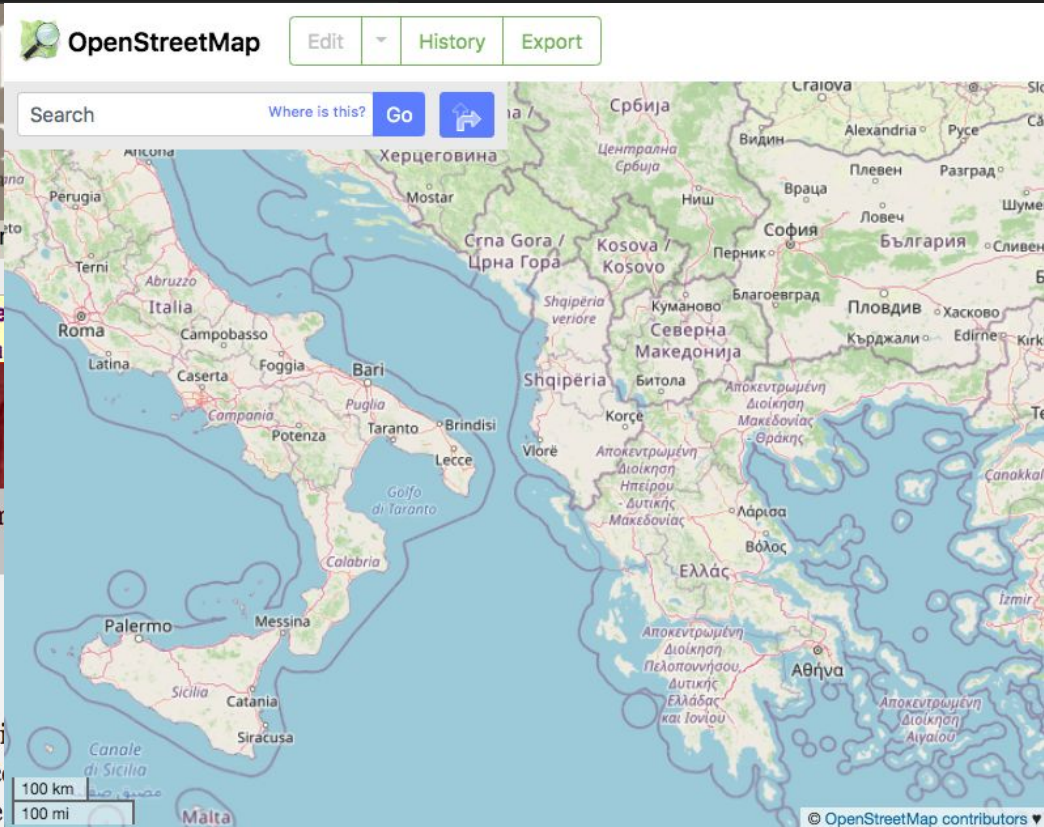 OpenStreetMap
Edit
History
Export
Search
Where is this?
Go
Craiova
Србија
Alexandria
Русе
Видин
Херцеговина
Централна
Србија
Ancona
Плевен
Разград
Perugia
Mostar
Ниш
Враца
Ловеч
София
Crna Gora /
Црна Гора
Kosova /
Kosovo
Перник
България
Сливен
Terni
Abruzzo
Italia
Shqipëria
veriore
Куманово
Благоевград
Пловдив
Хасково
Roma
Campobasso
Северна
Македонија
Кърджали
Edirne
Latina
Foggia
Bari
Caserta
Shqipëria
Битола
Αποκεντρωμένη
Διοίκηση
Μακεδονίας
- Θράκης
Campania
Puglia
Korçë
Potenza
Taranto
Brindisi
Lecce
Vlorë
Αποκεντρωμένη
Διοίκηση
Ηπείρου
- Δυτικής
Μακεδονίας
Golfo
di Taranto
Λάρισα
Βόλος
Calabria
Ελλάς
İzmir
Palermo
Messina
Αποκεντρωμένη
Διοίκηση
Πελοποννήσου,
Δυτικής
Ελλάδας
και Ιονίου
Αθήνα
Sicilia
Catania
Siracusa
Αποκεντρωμένη
Διοίκηση
Αιγαίου
Canale
di Sicilia
100 km
100 mi
Malta
© OpenStreetMap contributors ♥